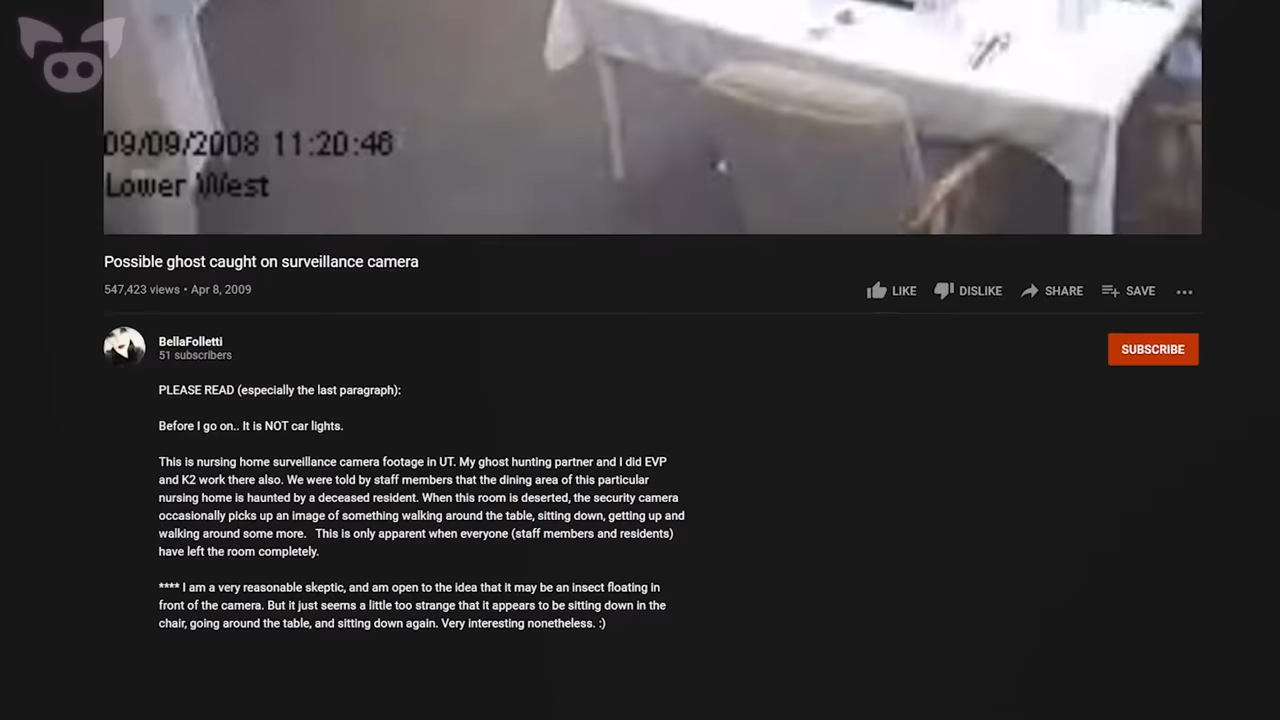 09/09/2008 11:20:46
Lower West
Possible ghost caught on surveillance camera
547,423 views • Apr 8, 2009
LIKE DISLIKE SHARE SAVE ...
BellaFolletti
51 subscribers
SUBSCRIBE
PLEASE READ (especially the last paragraph):
Before I go on.. It is NOT car lights.
This is nursing home surveillance camera footage in UT. My ghost hunting partner and I did EVP
and K2 work there also. We were told by staff members that the dining area of this particular
nursing home is haunted by a deceased resident. When this room is deserted, the security camera
occasionally picks up an image of something walking around the table, sitting down, getting up and
walking around some more.   This is only apparent when everyone (staff members and residents)
have left the room completely.
**** I am a very reasonable skeptic, and am open to the idea that it may be an insect floating in
front of the camera. But it just seems a little too strange that it appears to be sitting down in the
chair, going around the table, and sitting down again. Very interesting nonetheless. :)